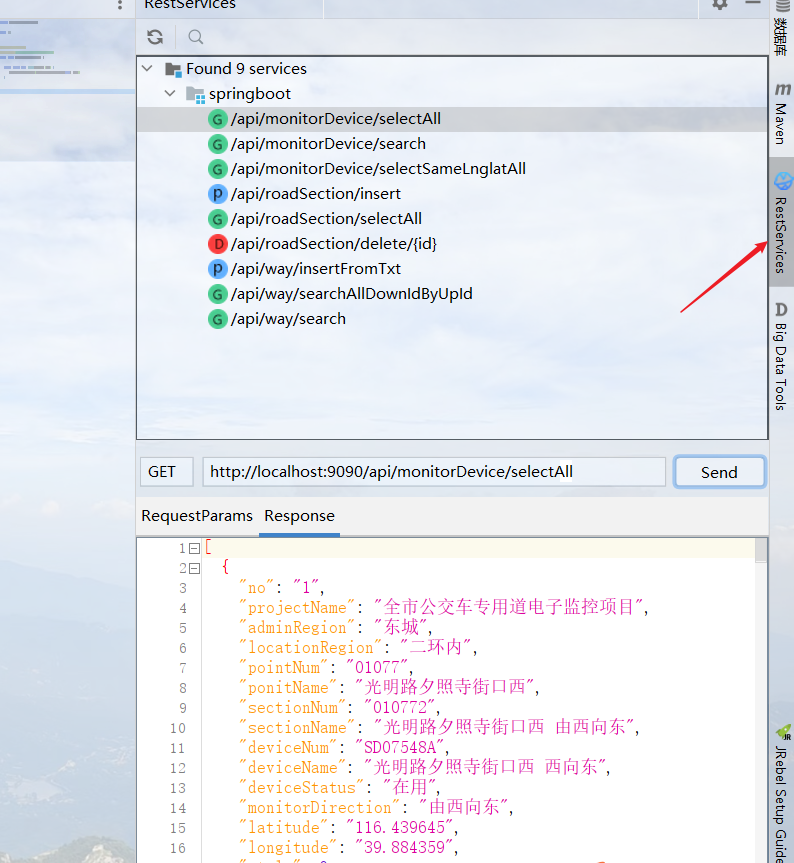 RestServices
Found 9 services
springboot
G /api/monitorDevice/selectAll
G /api/monitorDevice/search
G /api/monitorDevice/selectSameLnglatAll
P /api/roadSection/insert
G /api/roadSection/selectAll
D /api/roadSection/delete/{id}
P /api/way/insertFromTxt
G /api/way/searchAllDownIdByUpId
G /api/way/search
GET http://localhost:9090/api/monitorDevice/selectAll Send
RequestParams Response
1 [
2 {
3 "no": "1",
4 "projectName": "全市公交车专用道电子监控项目",
5 "adminRegion": "东城",
6 "locationRegion": "二环内",
7 "pointNum": "01077",
8 "ponitName": "光明路夕照寺街口西",
9 "sectionNum": "010772",
10 "sectionName": "光明路夕照寺街口西 由西向东",
11 "deviceNum": "SD07548A",
12 "deviceName": "光明路夕照寺街口西 西向东",
13 "deviceStatus": "在用",
14 "monitorDirection": "由西向东",
15 "latitude": "116.439645",
16 "longitude": "39.884359",
数据库
m Maven
RestServices
D Big Data Tools
JR JRebel Setup Guide